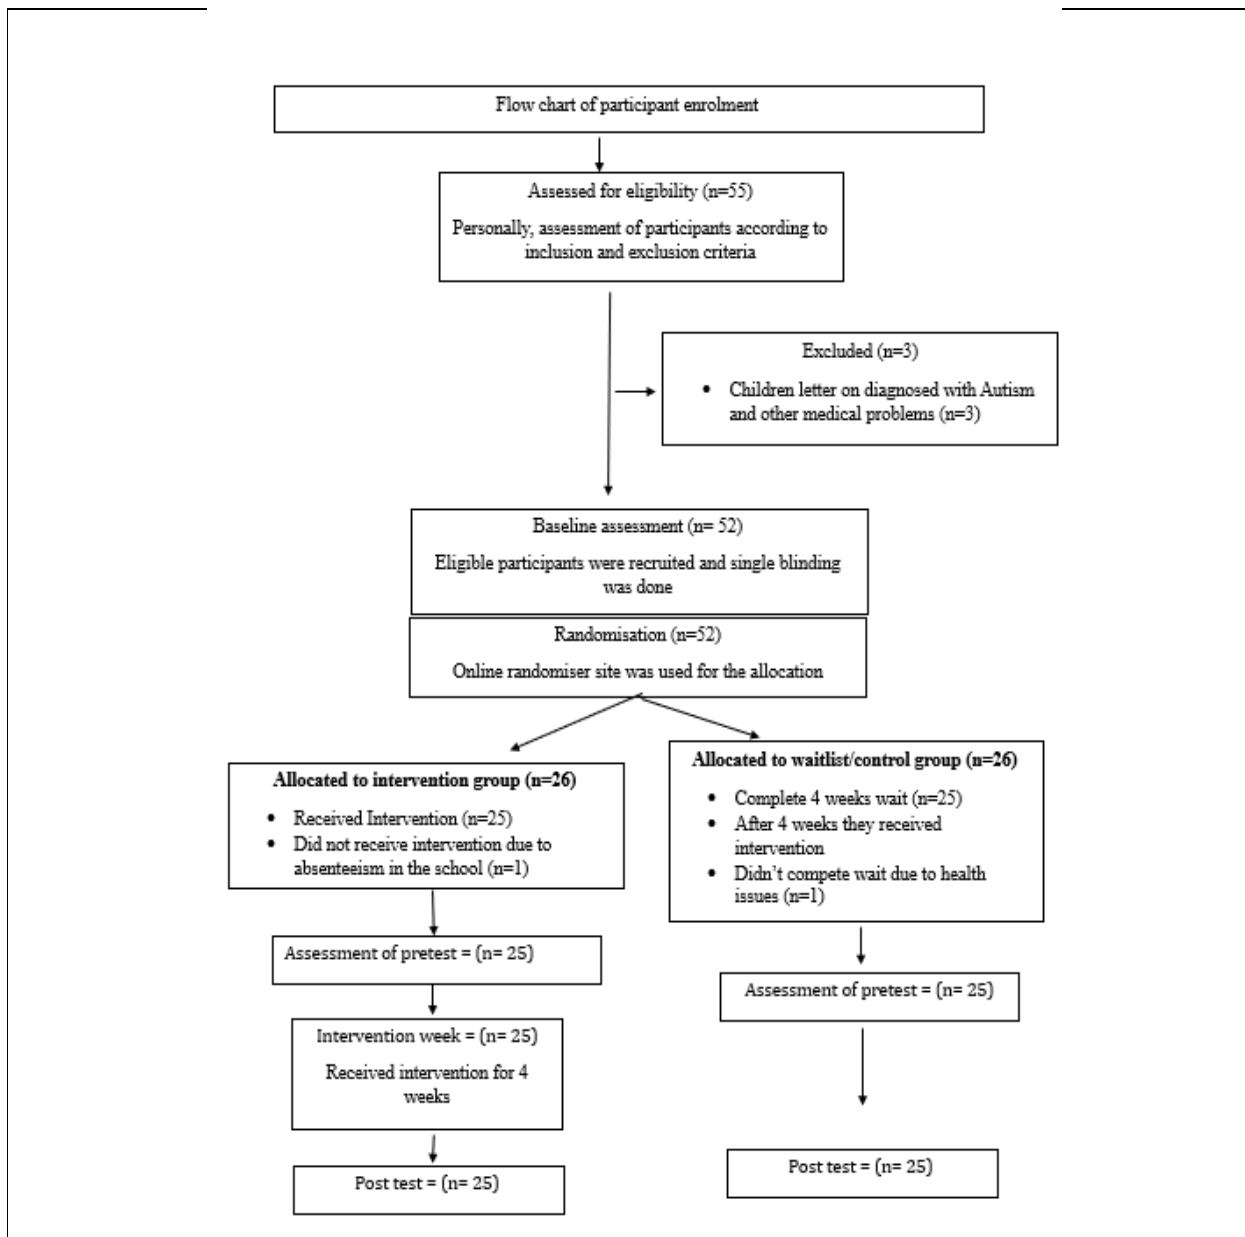 Flow chart of participant enrolment
Assessed for eligibility (n=55)
Personally, assessment of participants according to
inclusion and exclusion criteria
Excluded (n=3)
• Children letter on diagnosed with Autism
and other medical problems (n=3)
Baseline assessment (n= 52)
Eligible participants were recruited and single blinding
was done
Randomisation (n=52)
Online randomiser site was used for the allocation
Allocated to intervention group (n=26)
• Received Intervention (n=25)
• Did not receive intervention due to
absenteeism in the school (n=1)
Allocated to waitlist/control group (n=26)
• Complete 4 weeks wait (n=25)
• After 4 weeks they received
intervention
• Didn’t compete wait due to health
issues (n=1)
Assessment of pretest = (n= 25)
Assessment of pretest = (n= 25)
Intervention week = (n= 25)
Received intervention for 4
weeks
Post test = (n= 25)
Post test = (n= 25)